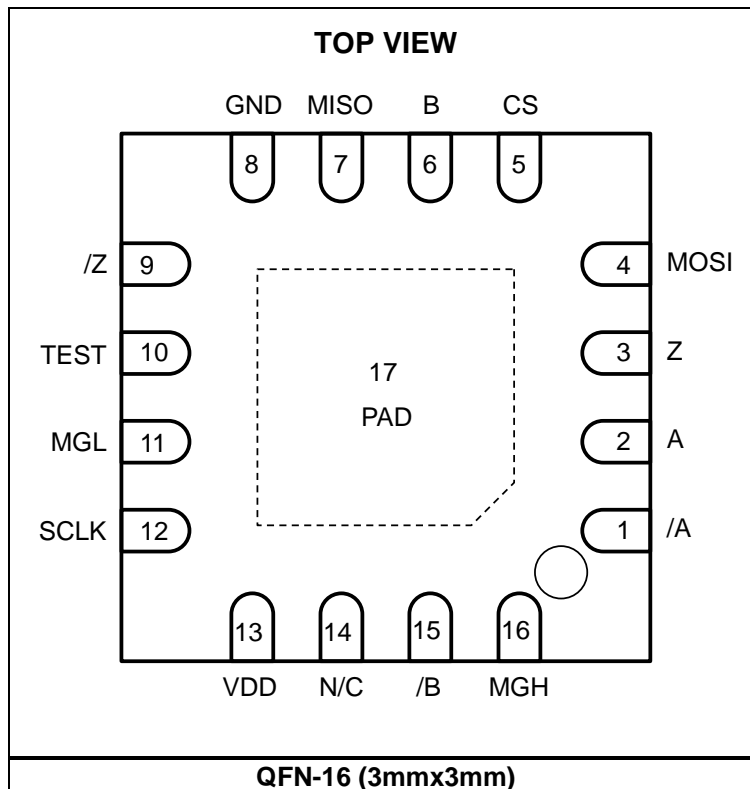 TOP VIEW
GND MISO B CS
8 7 6 5
/Z 9 4 MOSI
TEST 10 3 Z
17
PAD
MGL 11 2 A
SCLK 12 1 /A
13 14 15 16
VDD N/C /B MGH
QFN-16 (3mmx3mm)